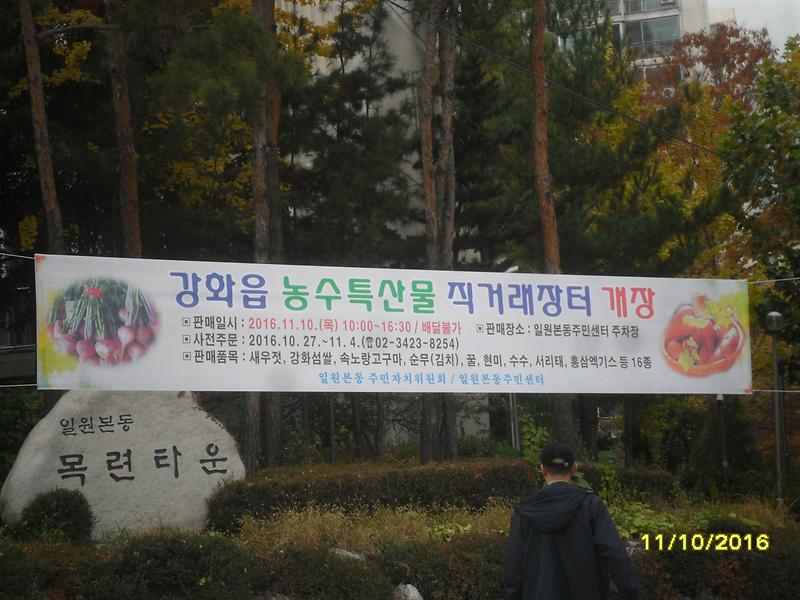 강화읍 농수특산물 직거래장터 개장
▣ 판매일시 : 2016.11.10.(목) 10:00~16:30 / 배달불가 ▣ 판매장소 : 일원본동주민센터 주차장
▣ 사전주문 : 2016.10. 27.~11. 4.(☎02-3423-8254)
▣ 판매품목 : 새우젓, 강화섬쌀, 속노랑고구마, 순무(김치), 꿀, 현미, 수수, 서리태, 홍삼엑기스 등 16종
일원본동 주민자치위원회 / 일원본동주민센터
일원본동
목련타운
11/10/2016